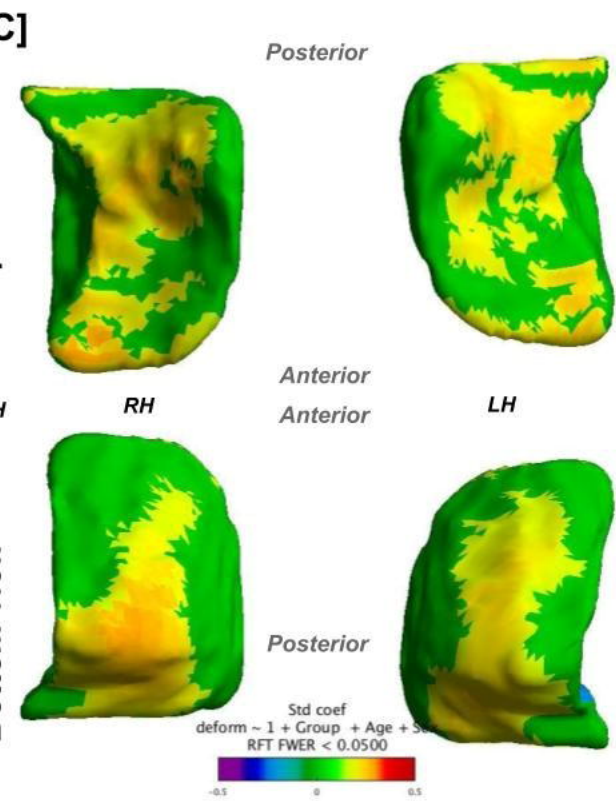 C]
Posterior
Anterior
RH
Anterior
LH
Posterior
Std coef
deform ~ 1 + Group + Age + S
RFT FWER < 0.0500
-0.5 0 0.5